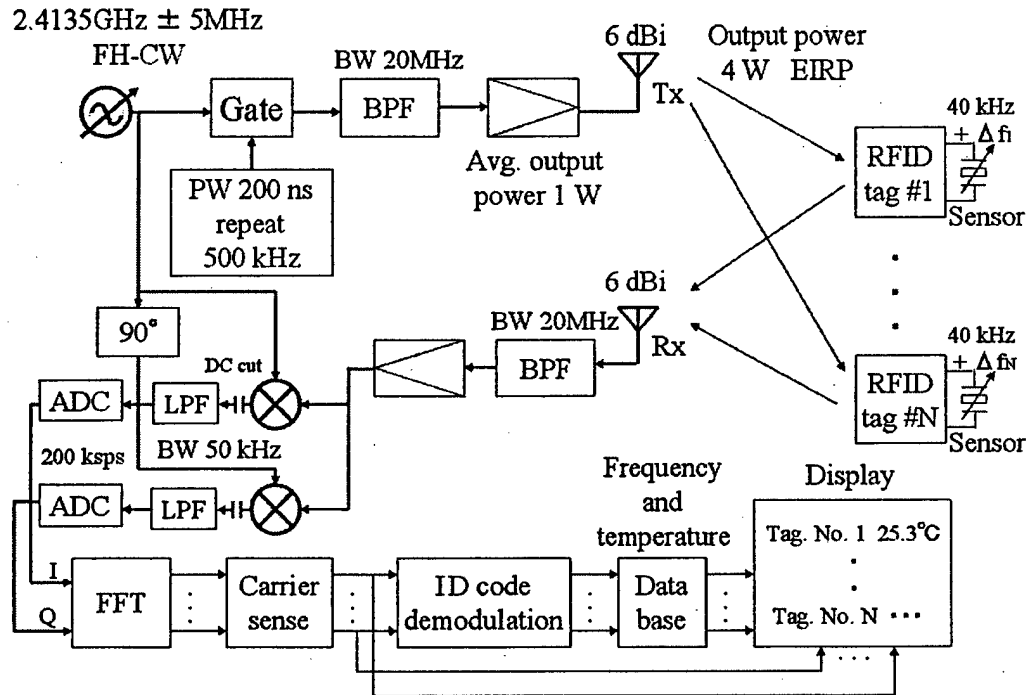 2.4135GHz ± 5MHz
FH-CW
Gate
PW 200 ns
repeat
500 kHz
BW 20MHz
BPF
Avg. output
power 1 W
6 dBi
Tx
Output power
4 W EIRP
40 kHz
+ Δf1
RFID
tag #1
Sensor
40 kHz
+ ΔfN
RFID
tag #N
Sensor
6 dBi
Rx
BW 20MHz
BPF
90°
DC cut
ADC
LPF
200 ksps
BW 50 kHz
ADC
LPF
I
Q
FFT
Carrier
sense
ID code
demodulation
Frequency
and
temperature
Data
base
Display
Tag. No. 1 25.3°C
Tag. No. N ···